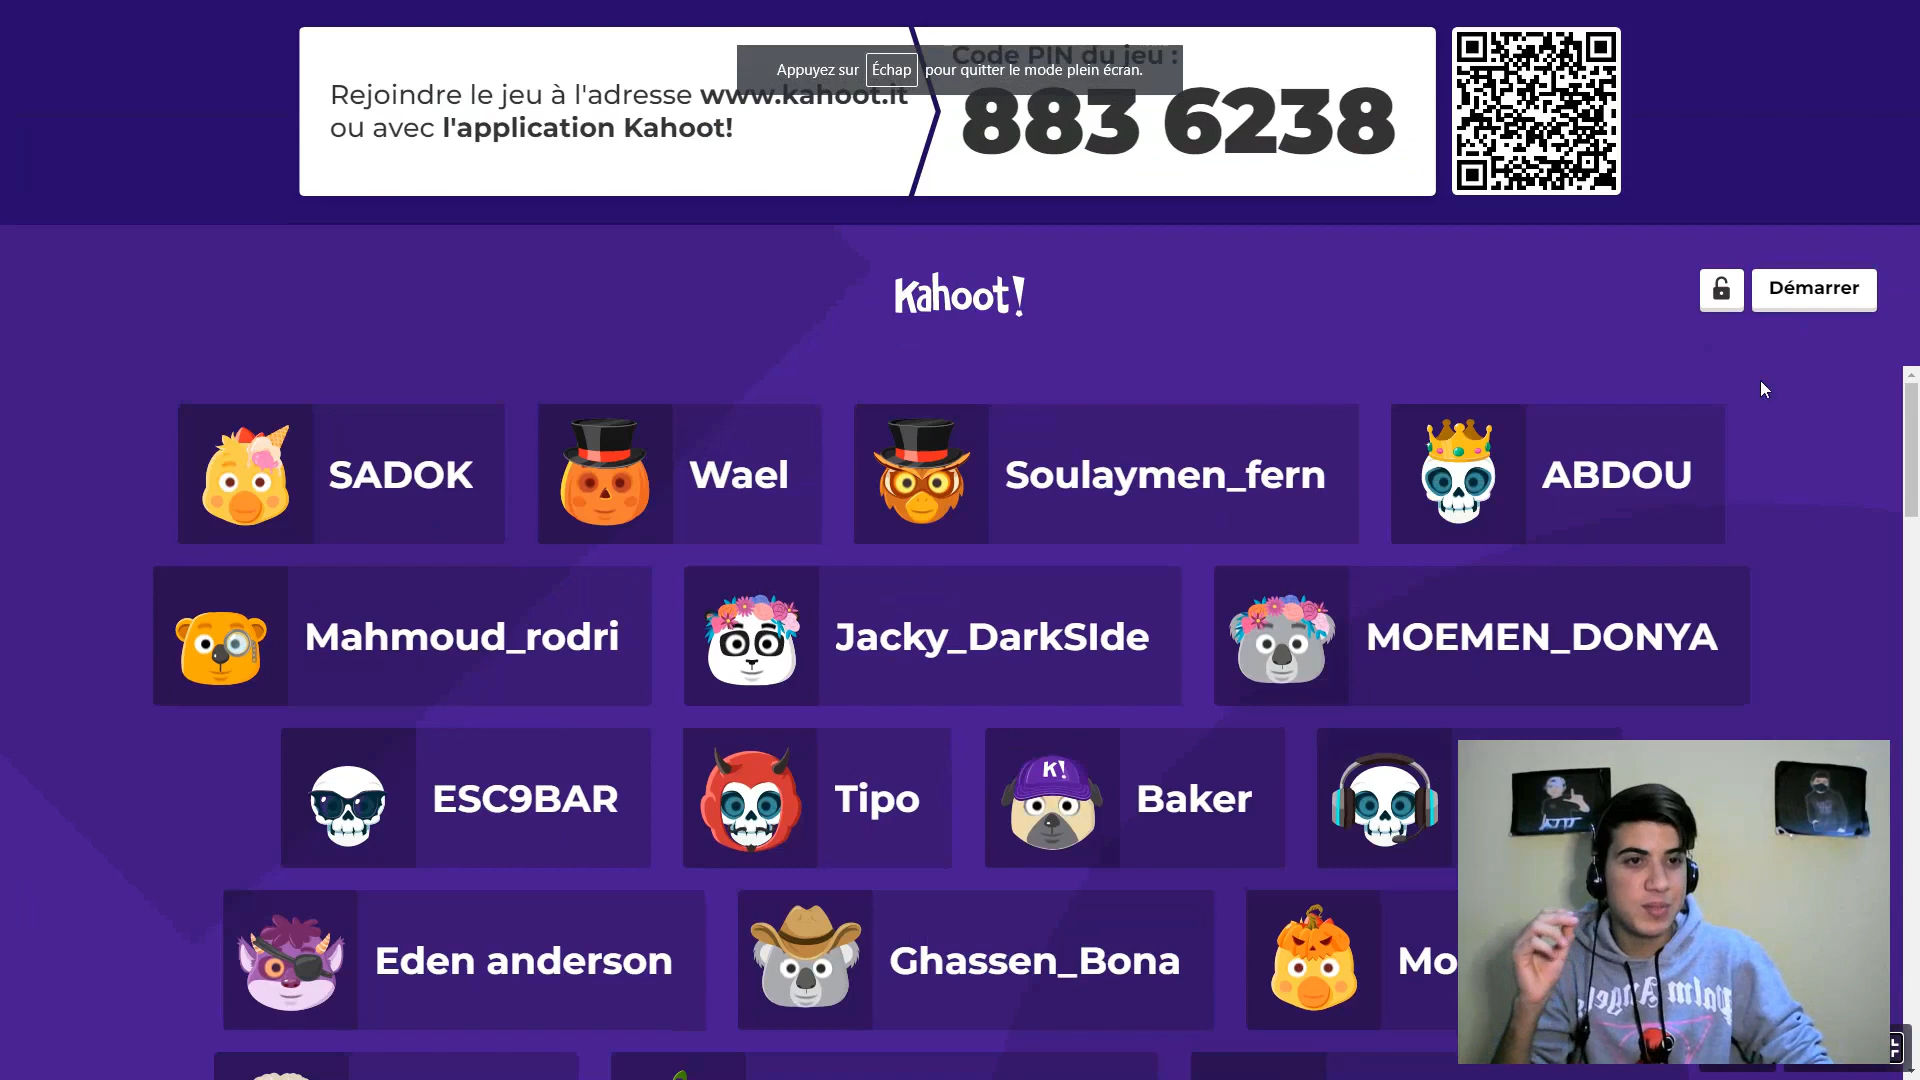 Code PIN du jeu :
Appuyez sur Échap pour quitter le mode plein écran.
Rejoindre le jeu à l'adresse www.kahoot.it
ou avec l'application Kahoot!
883 6238
Kahoot!
Démarrer
SADOK
Wael
Soulaymen_fern
ABDOU
Mahmoud_rodri
Jacky_DarkSIde
MOEMEN_DONYA
ESC9BAR
Tipo
K!
Baker
Eden anderson
Ghassen_Bona
Mo
Palm Angels